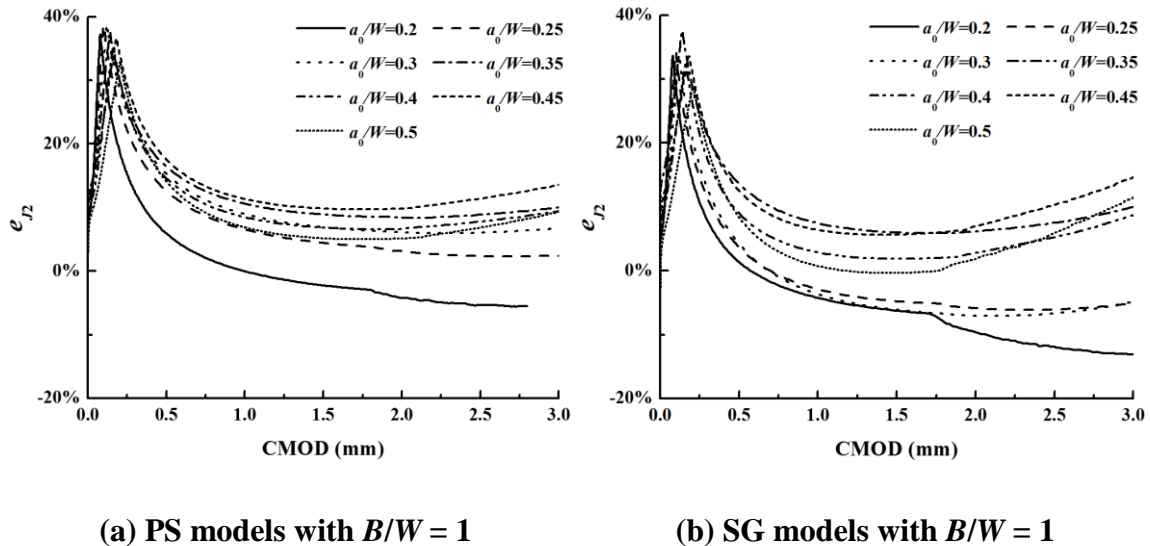 40%
20%
0%
-20%
e_J2
a₀/W=0.2 a₀/W=0.25
a₀/W=0.3 a₀/W=0.35
a₀/W=0.4 a₀/W=0.45
a₀/W=0.5
0.0 0.5 1.0 1.5 2.0 2.5 3.0
CMOD (mm)
(a) PS models with B/W = 1
40%
20%
0%
-20%
e_J2
a₀/W=0.2 a₀/W=0.25
a₀/W=0.3 a₀/W=0.35
a₀/W=0.4 a₀/W=0.45
a₀/W=0.5
0.0 0.5 1.0 1.5 2.0 2.5 3.0
CMOD (mm)
(b) SG models with B/W = 1